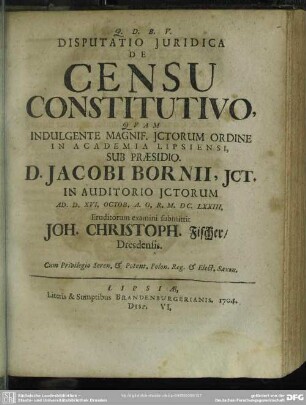 Q. D. B. V.
DISPUTATIO JURIDICA
DE
CENSU
CONSTITUTIVO,
QVAM
INDULGENTE MAGNIF. JCTORUM ORDINE
IN ACADEMIA LIPSIENSI,
SUB PRÆSIDIO
D. JACOBI BORNII, JCT.
IN AUDITORIO JCTORUM
AD. D. XVI, OCTOB. A. O. R. M. DC. LXXIII,
Eruditorum examini submittit
JOH. CHRISTOPH. Fischer/
Dresdensis.
Cum Privilegio Seren. & Potent. Polon. Reg. & Elect. Saxon.
LIPSIÆ,
Literis & Sumptibus BRANDENBURGERIANIS, 1704.
DISP. VI,